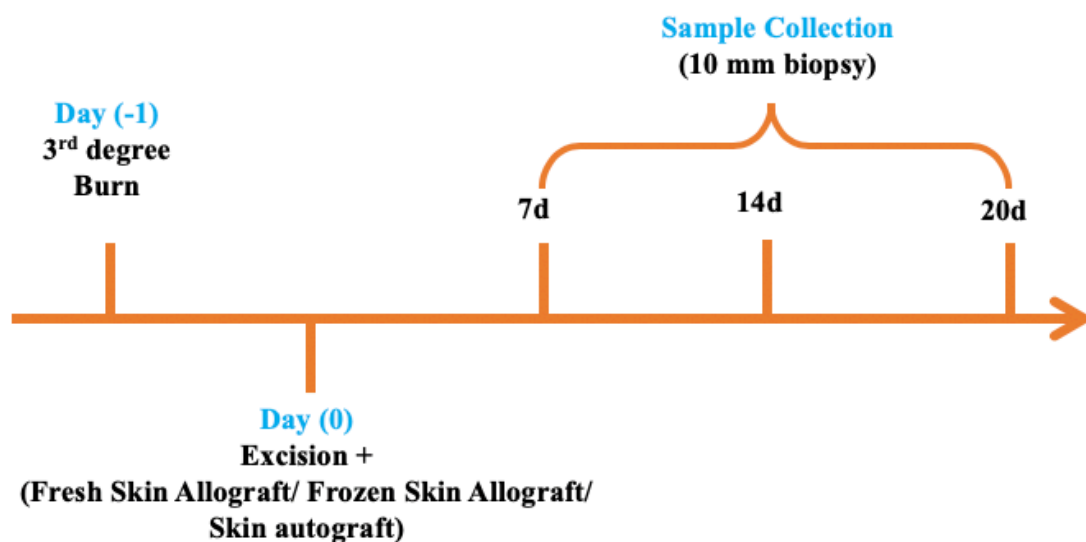 Sample Collection
(10 mm biopsy)
Day (-1)
3rd degree
Burn
7d
14d
20d
Day (0)
Excision +
(Fresh Skin Allograft/ Frozen Skin Allograft/
Skin autograft)